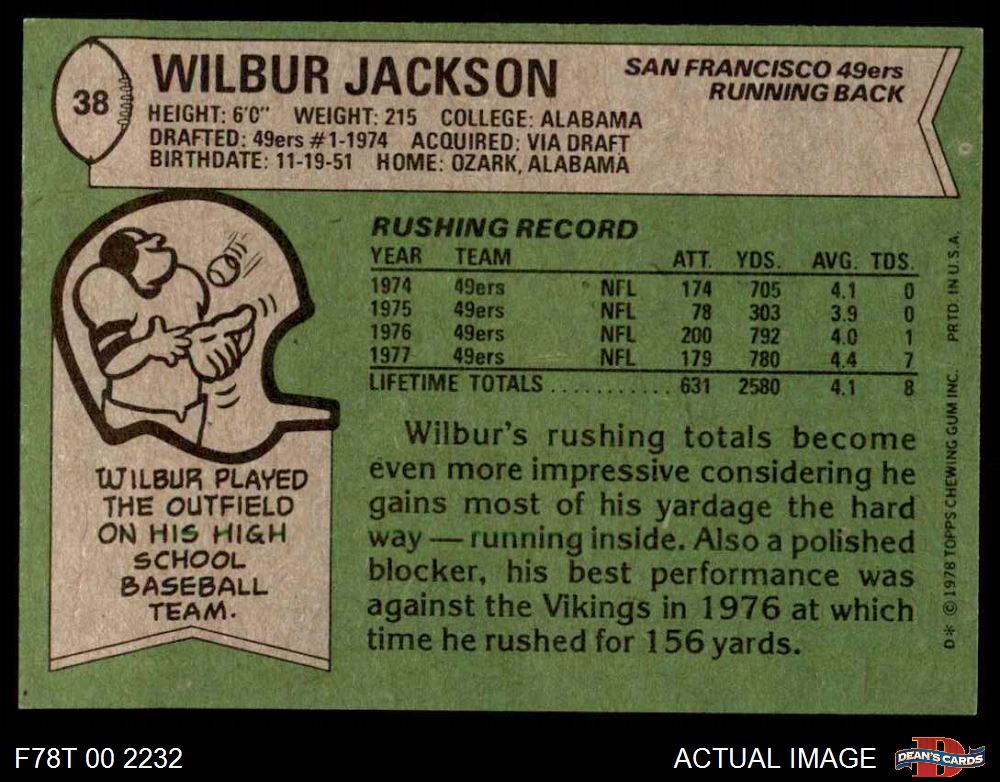 38
WILBUR JACKSON
SAN FRANCISCO 49ers
RUNNING BACK
HEIGHT: 6'0" WEIGHT: 215 COLLEGE: ALABAMA
DRAFTED: 49ers #1-1974 ACQUIRED: VIA DRAFT
BIRTHDATE: 11-19-51 HOME: OZARK, ALABAMA
RUSHING RECORD
YEAR TEAM ATT. YDS. AVG. TDS.
1974 49ers NFL 174 705 4.1 0
1975 49ers NFL 78 303 3.9 0
1976 49ers NFL 200 792 4.0 1
1977 49ers NFL 179 780 4.4 7
LIFETIME TOTALS ........... 631 2580 4.1 8
WILBUR PLAYED
THE OUTFIELD
ON HIS HIGH
SCHOOL
BASEBALL
TEAM.
Wilbur's rushing totals become
even more impressive considering he
gains most of his yardage the hard
way — running inside. Also a polished
blocker, his best performance was
against the Vikings in 1976 at which
time he rushed for 156 yards.
D* © 1978 TOPPS CHEWING GUM INC. PRTD. IN U.S.A.
F78T 00 2232
ACTUAL IMAGE
D
DEAN'S CARDS